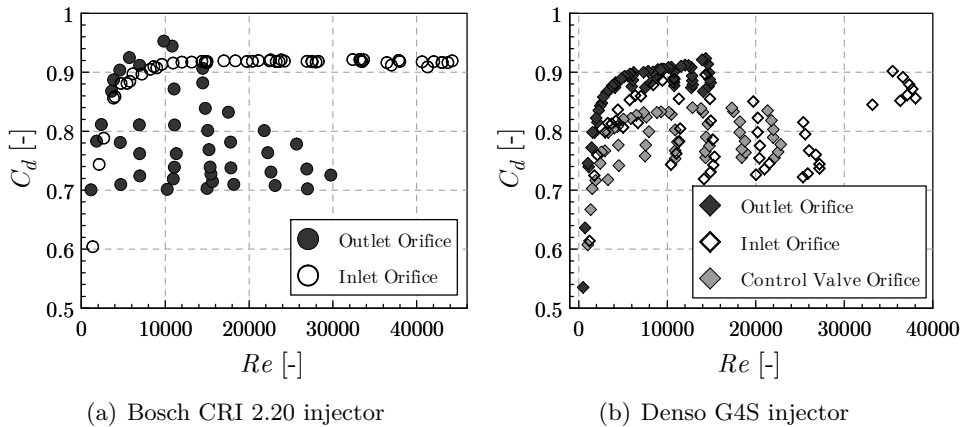 1
0.9
0.8
0.7
0.6
0.5
C_d [-]
0
10000
20000
30000
40000
Re [-]
Outlet Orifice
Inlet Orifice
(a) Bosch CRI 2.20 injector
1
0.9
0.8
0.7
0.6
0.5
C_d [-]
0
10000
20000
30000
40000
Re [-]
Outlet Orifice
Inlet Orifice
Control Valve Orifice
(b) Denso G4S injector